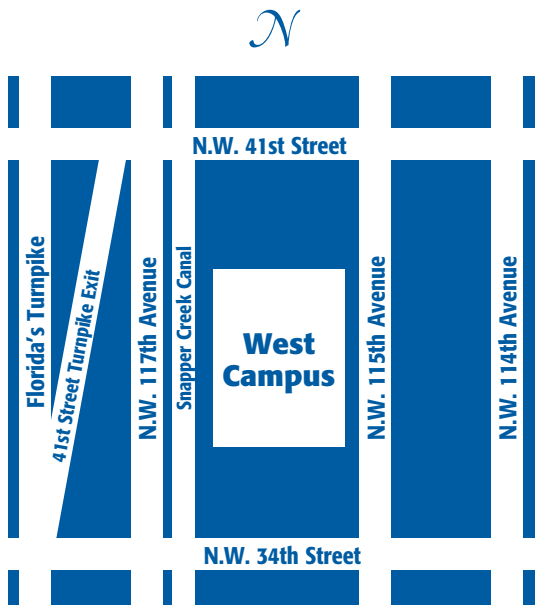 N
N.W. 41st Street
Florida's Turnpike
41st Street Turnpike Exit
N.W. 117th Avenue
Snapper Creek Canal
West
Campus
N.W. 115th Avenue
N.W. 114th Avenue
N.W. 34th Street